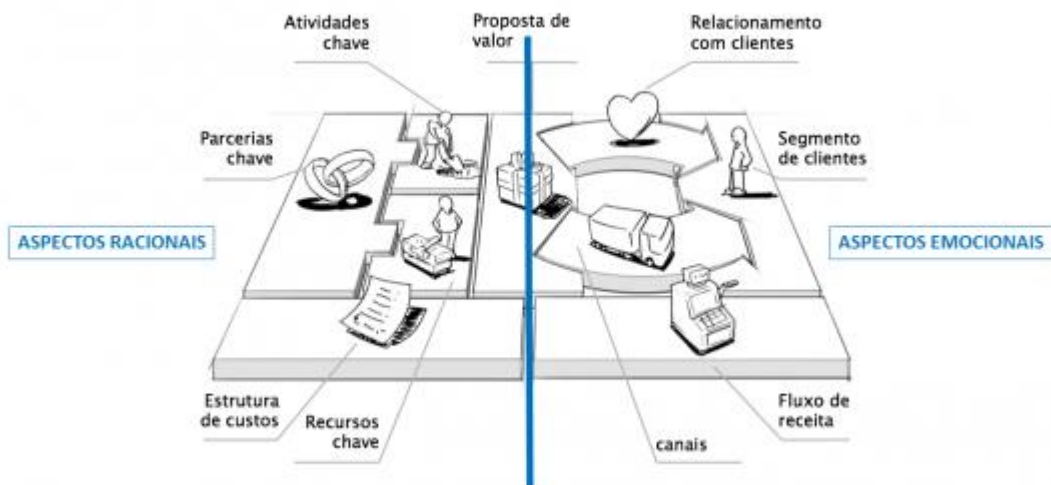 Atividades
chave
Proposta de
valor
Relacionamento
com clientes
Parcerias
chave
Segmento
de clientes
ASPECTOS RACIONAIS
ASPECTOS EMOCIONAIS
Estrutura
de custos
Recursos
chave
canais
Fluxo de
receita